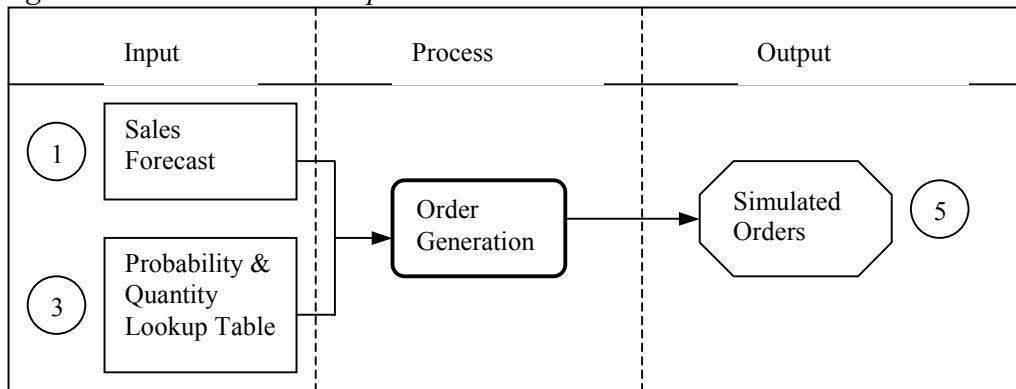 Input Process Output
1
Sales
Forecast
Order
Generation
Simulated
Orders
5
3
Probability &
Quantity
Lookup Table